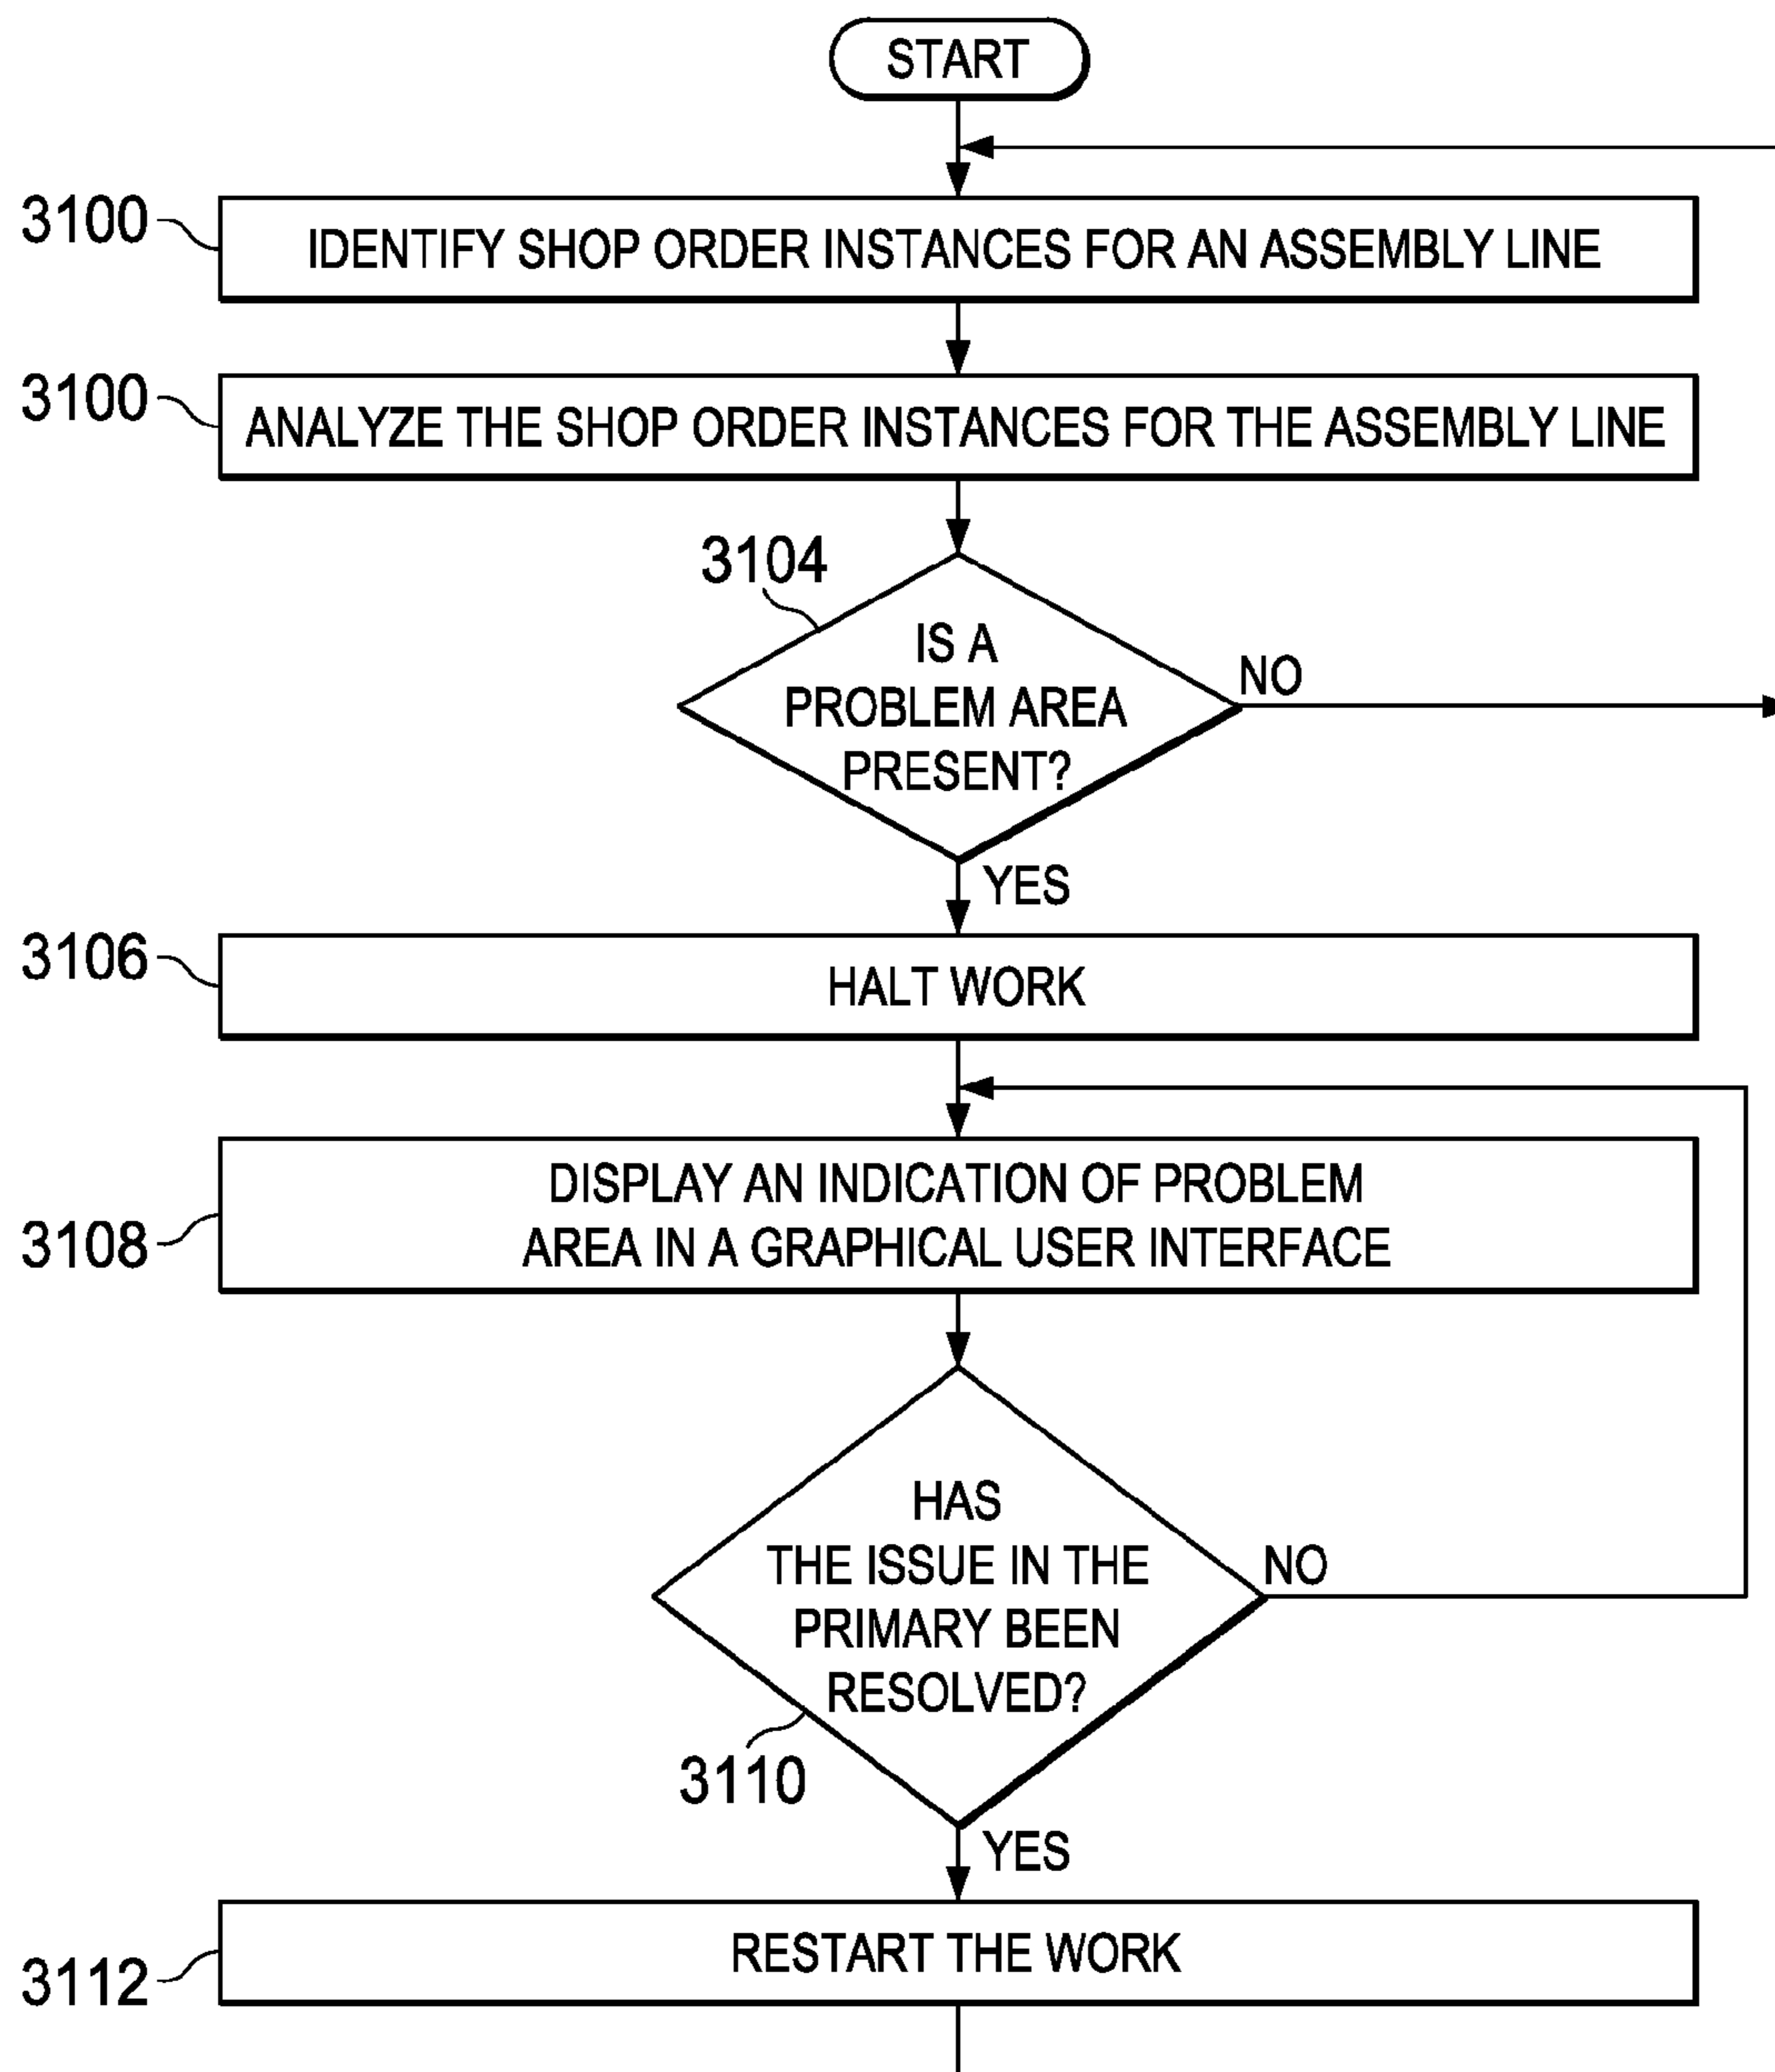 START
3100
IDENTIFY SHOP ORDER INSTANCES FOR AN ASSEMBLY LINE
3100
ANALYZE THE SHOP ORDER INSTANCES FOR THE ASSEMBLY LINE
3104
IS A
PROBLEM AREA
PRESENT?
NO
YES
3106
HALT WORK
3108
DISPLAY AN INDICATION OF PROBLEM
AREA IN A GRAPHICAL USER INTERFACE
HAS
THE ISSUE IN THE
PRIMARY BEEN
RESOLVED?
NO
3110
YES
3112
RESTART THE WORK